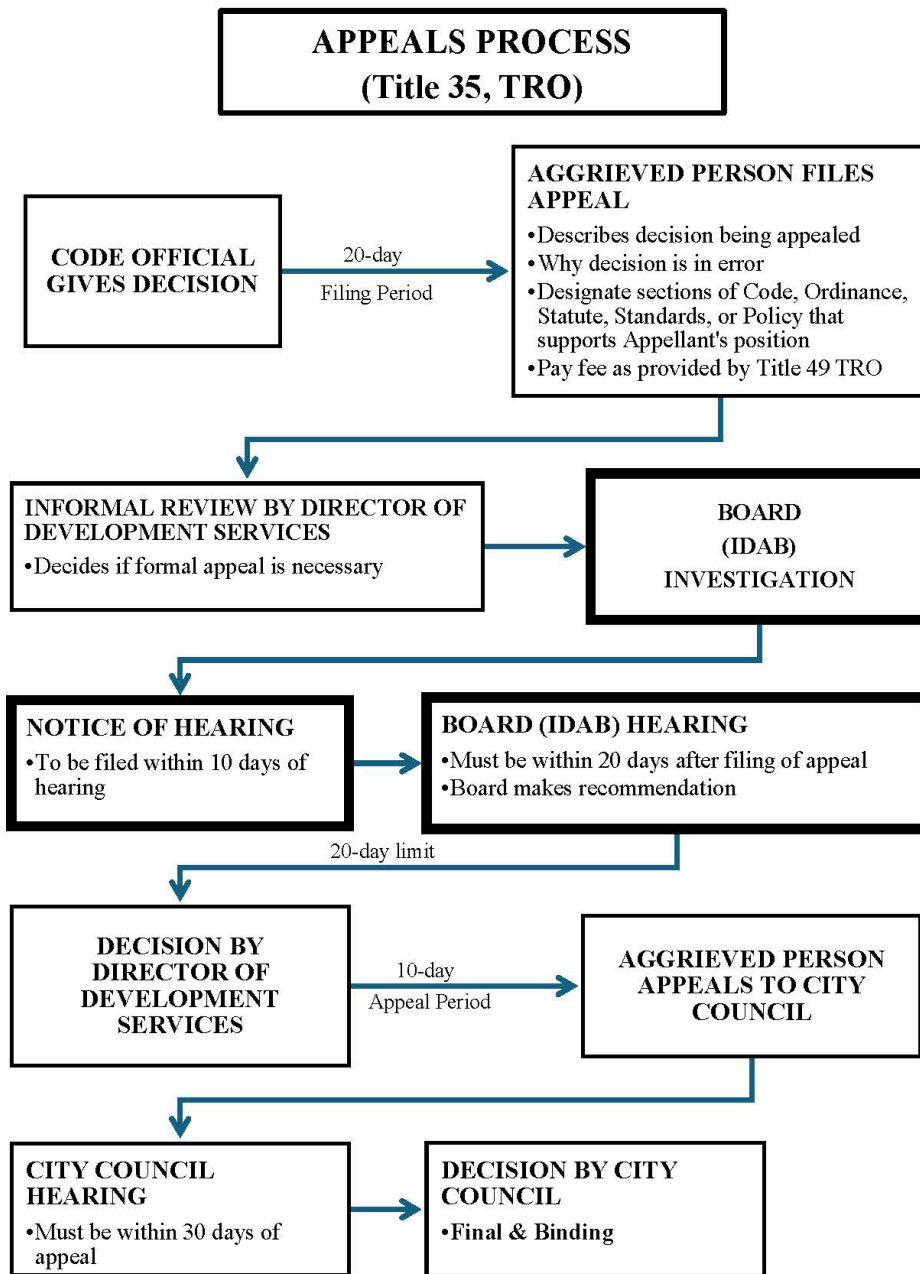 APPEALS PROCESS
(Title 35, TRO)
CODE OFFICIAL
GIVES DECISION
20-day
Filing Period
AGGRIEVED PERSON FILES
APPEAL
•Describes decision being appealed
•Why decision is in error
•Designate sections of Code, Ordinance,
Statute, Standards, or Policy that
supports Appellant's position
•Pay fee as provided by Title 49 TRO
INFORMAL REVIEW BY DIRECTOR OF
DEVELOPMENT SERVICES
•Decides if formal appeal is necessary
BOARD
(IDAB)
INVESTIGATION
NOTICE OF HEARING
•To be filed within 10 days of
hearing
BOARD (IDAB) HEARING
•Must be within 20 days after filing of appeal
•Board makes recommendation
20-day limit
DECISION BY
DIRECTOR OF
DEVELOPMENT
SERVICES
10-day
Appeal Period
AGGRIEVED PERSON
APPEALS TO CITY
COUNCIL
CITY COUNCIL
HEARING
•Must be within 30 days of
appeal
DECISION BY CITY
COUNCIL
•Final & Binding